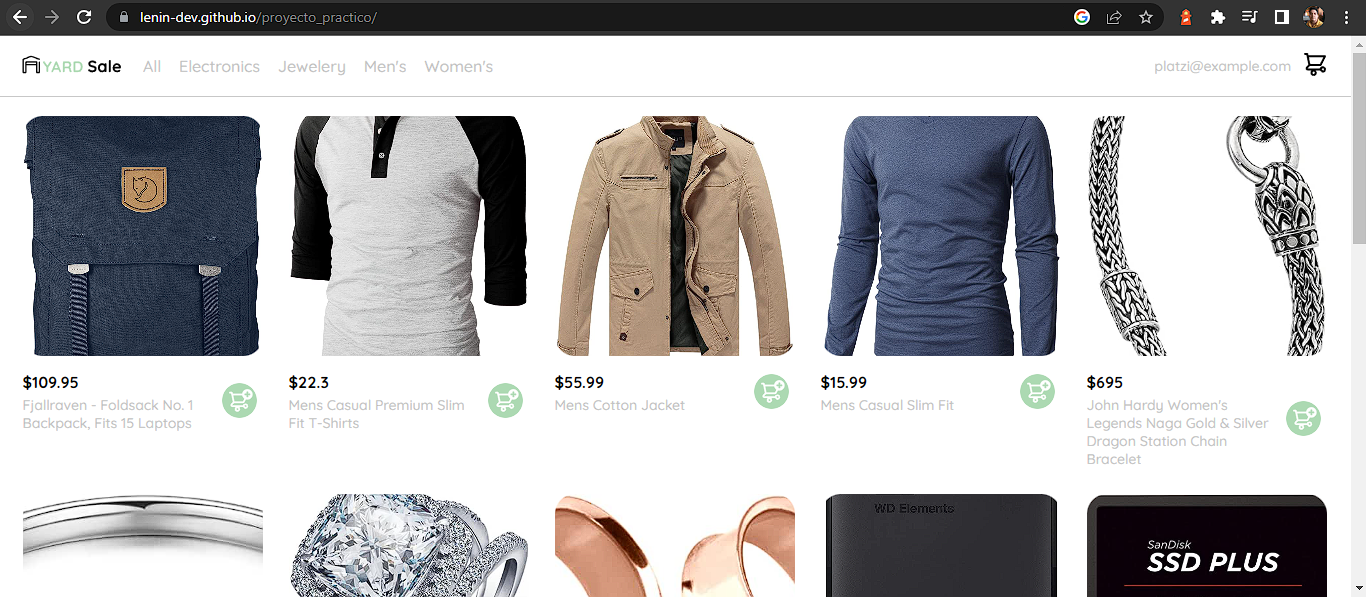 lenin-dev.github.io/proyecto_practico/
YARD Sale
All
Electronics
Jewelery
Men's
Women's
platzi@example.com
$109.95
Fjallraven - Foldsack No. 1
Backpack, Fits 15 Laptops
$22.3
Mens Casual Premium Slim
Fit T-Shirts
$55.99
Mens Cotton Jacket
$15.99
Mens Casual Slim Fit
$695
John Hardy Women's
Legends Naga Gold & Silver
Dragon Station Chain
Bracelet
WD Elements
SanDisk
SSD PLUS